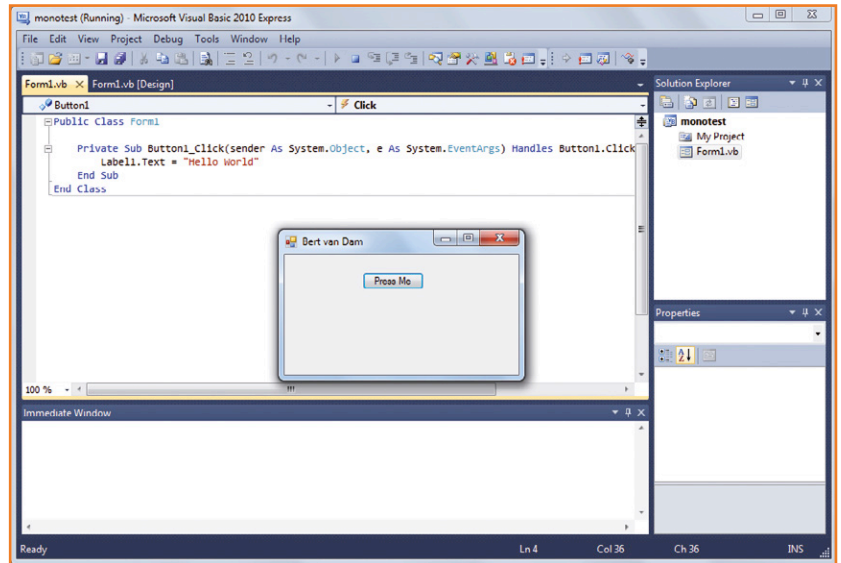 monotest (Running) - Microsoft Visual Basic 2010 Express
File Edit View Project Debug Tools Window Help
Form1.vb Form1.vb [Design]
Button1
Click
Public Class Form1
Private Sub Button1_Click(sender As System.Object, e As System.EventArgs) Handles Button1.Click
Label1.Text = "Hello World"
End Sub
End Class
Bert van Dam
Press Me
100 %
Immediate Window
Solution Explorer
monotest
My Project
Form1.vb
Properties
Ready
Ln 4
Col 36
Ch 36
INS